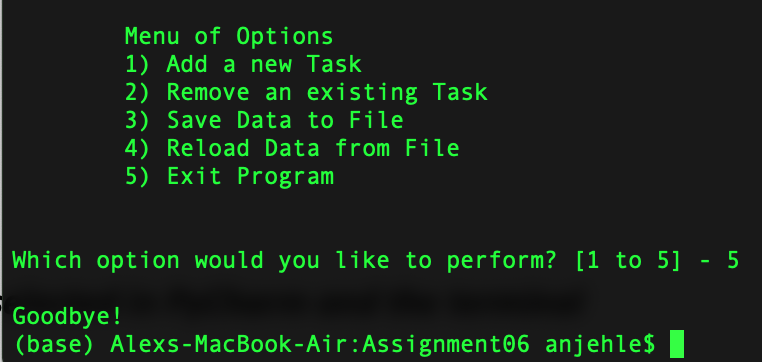 Menu of Options
1) Add a new Task
2) Remove an existing Task
3) Save Data to File
4) Reload Data from File
5) Exit Program
Which option would you like to perform? [1 to 5] - 5
Goodbye!
(base) Alexs-MacBook-Air:Assignment06 anjehle$